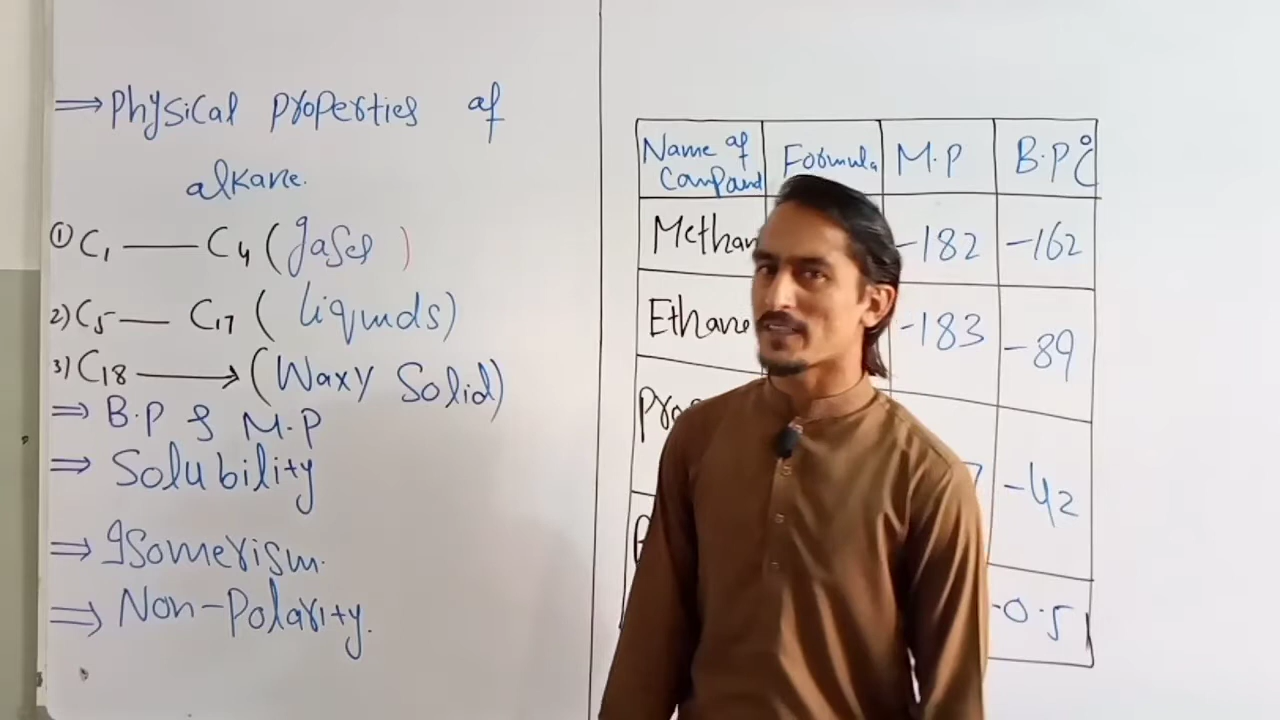 ⇒ Physical properties of
alkane.
① C₁ — C₄ (gases)
2) C₅ — C₁₇ (liquids)
3) C₁₈ ⟶ (Waxy Solid)
⇒ B.P & M.P
⇒ Solubility
⇒ Isomerism.
⇒ Non-Polarity.
Name of Formula M.P B.P °C
Compound
Methan -182 -162
Ethane -183 -89
-42
-0.5